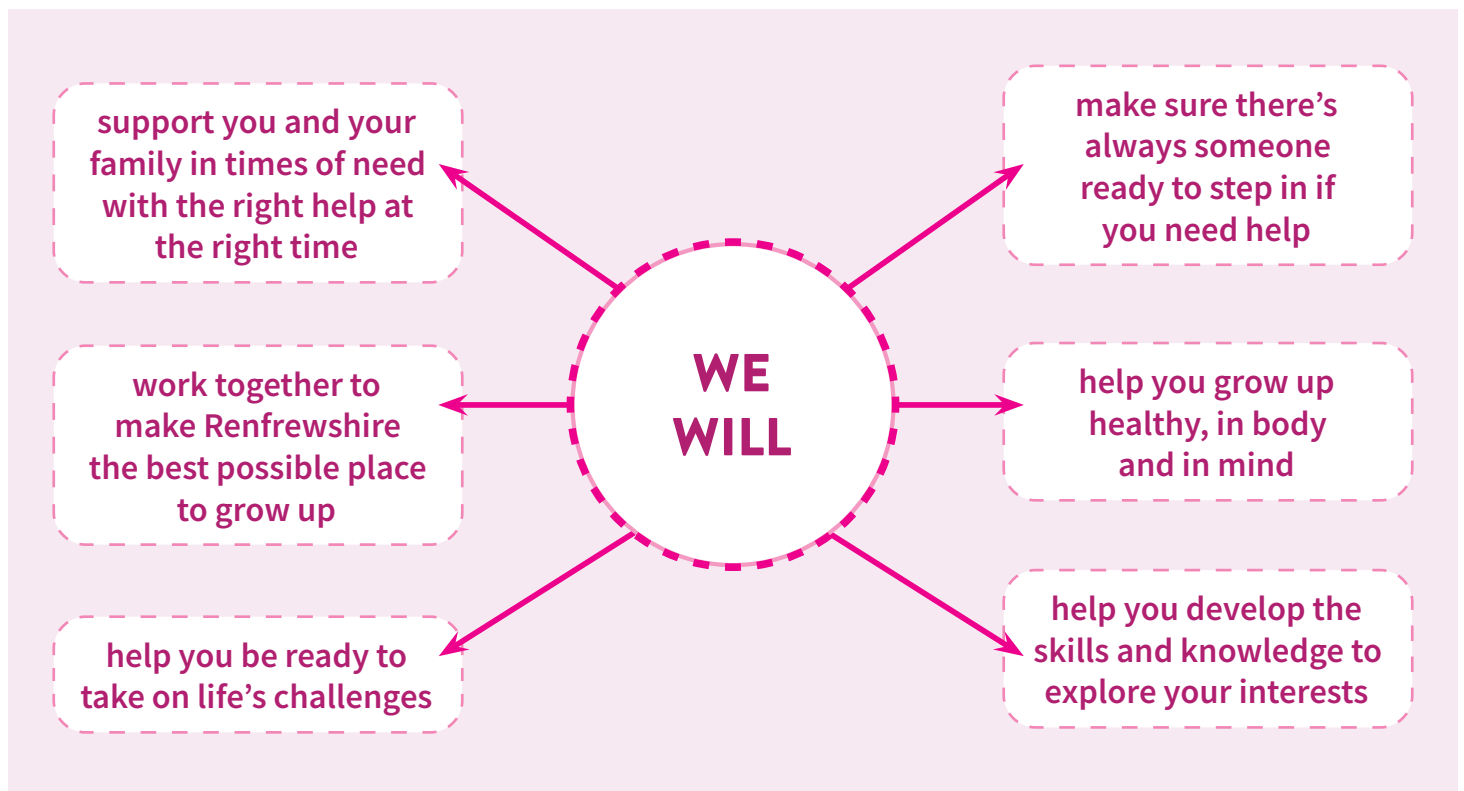 support you and your
family in times of need
with the right help at
the right time
make sure there’s
always someone
ready to step in if
you need help
WE
WILL
work together to
make Renfrewshire
the best possible place
to grow up
help you grow up
healthy, in body
and in mind
help you be ready to
take on life’s challenges
help you develop the
skills and knowledge to
explore your interests